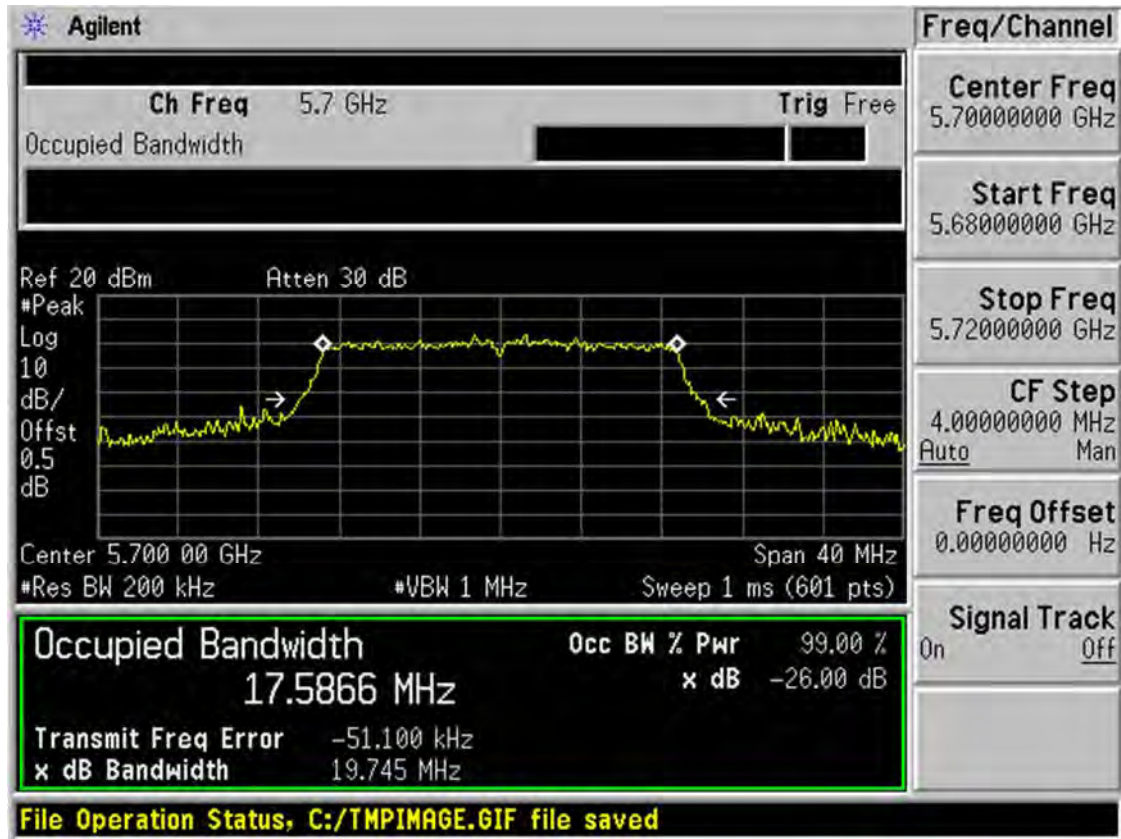 Agilent
Freq/Channel
Ch Freq 5.7 GHz Trig Free
Occupied Bandwidth
Center Freq
5.70000000 GHz
Start Freq
5.68000000 GHz
Stop Freq
5.72000000 GHz
CF Step
4.00000000 MHz
Auto Man
Freq Offset
0.00000000 Hz
Signal Track
On Off
Ref 20 dBm Atten 30 dB
#Peak
Log
10
dB/
Offst
0.5
dB
Center 5.700 00 GHz Span 40 MHz
#Res BW 200 kHz #VBW 1 MHz Sweep 1 ms (601 pts)
Occupied Bandwidth
17.5866 MHz
Occ BW % Pwr 99.00 %
x dB -26.00 dB
Transmit Freq Error -51.100 kHz
x dB Bandwidth 19.745 MHz
File Operation Status, C:/TMPIMAGE.GIF file saved